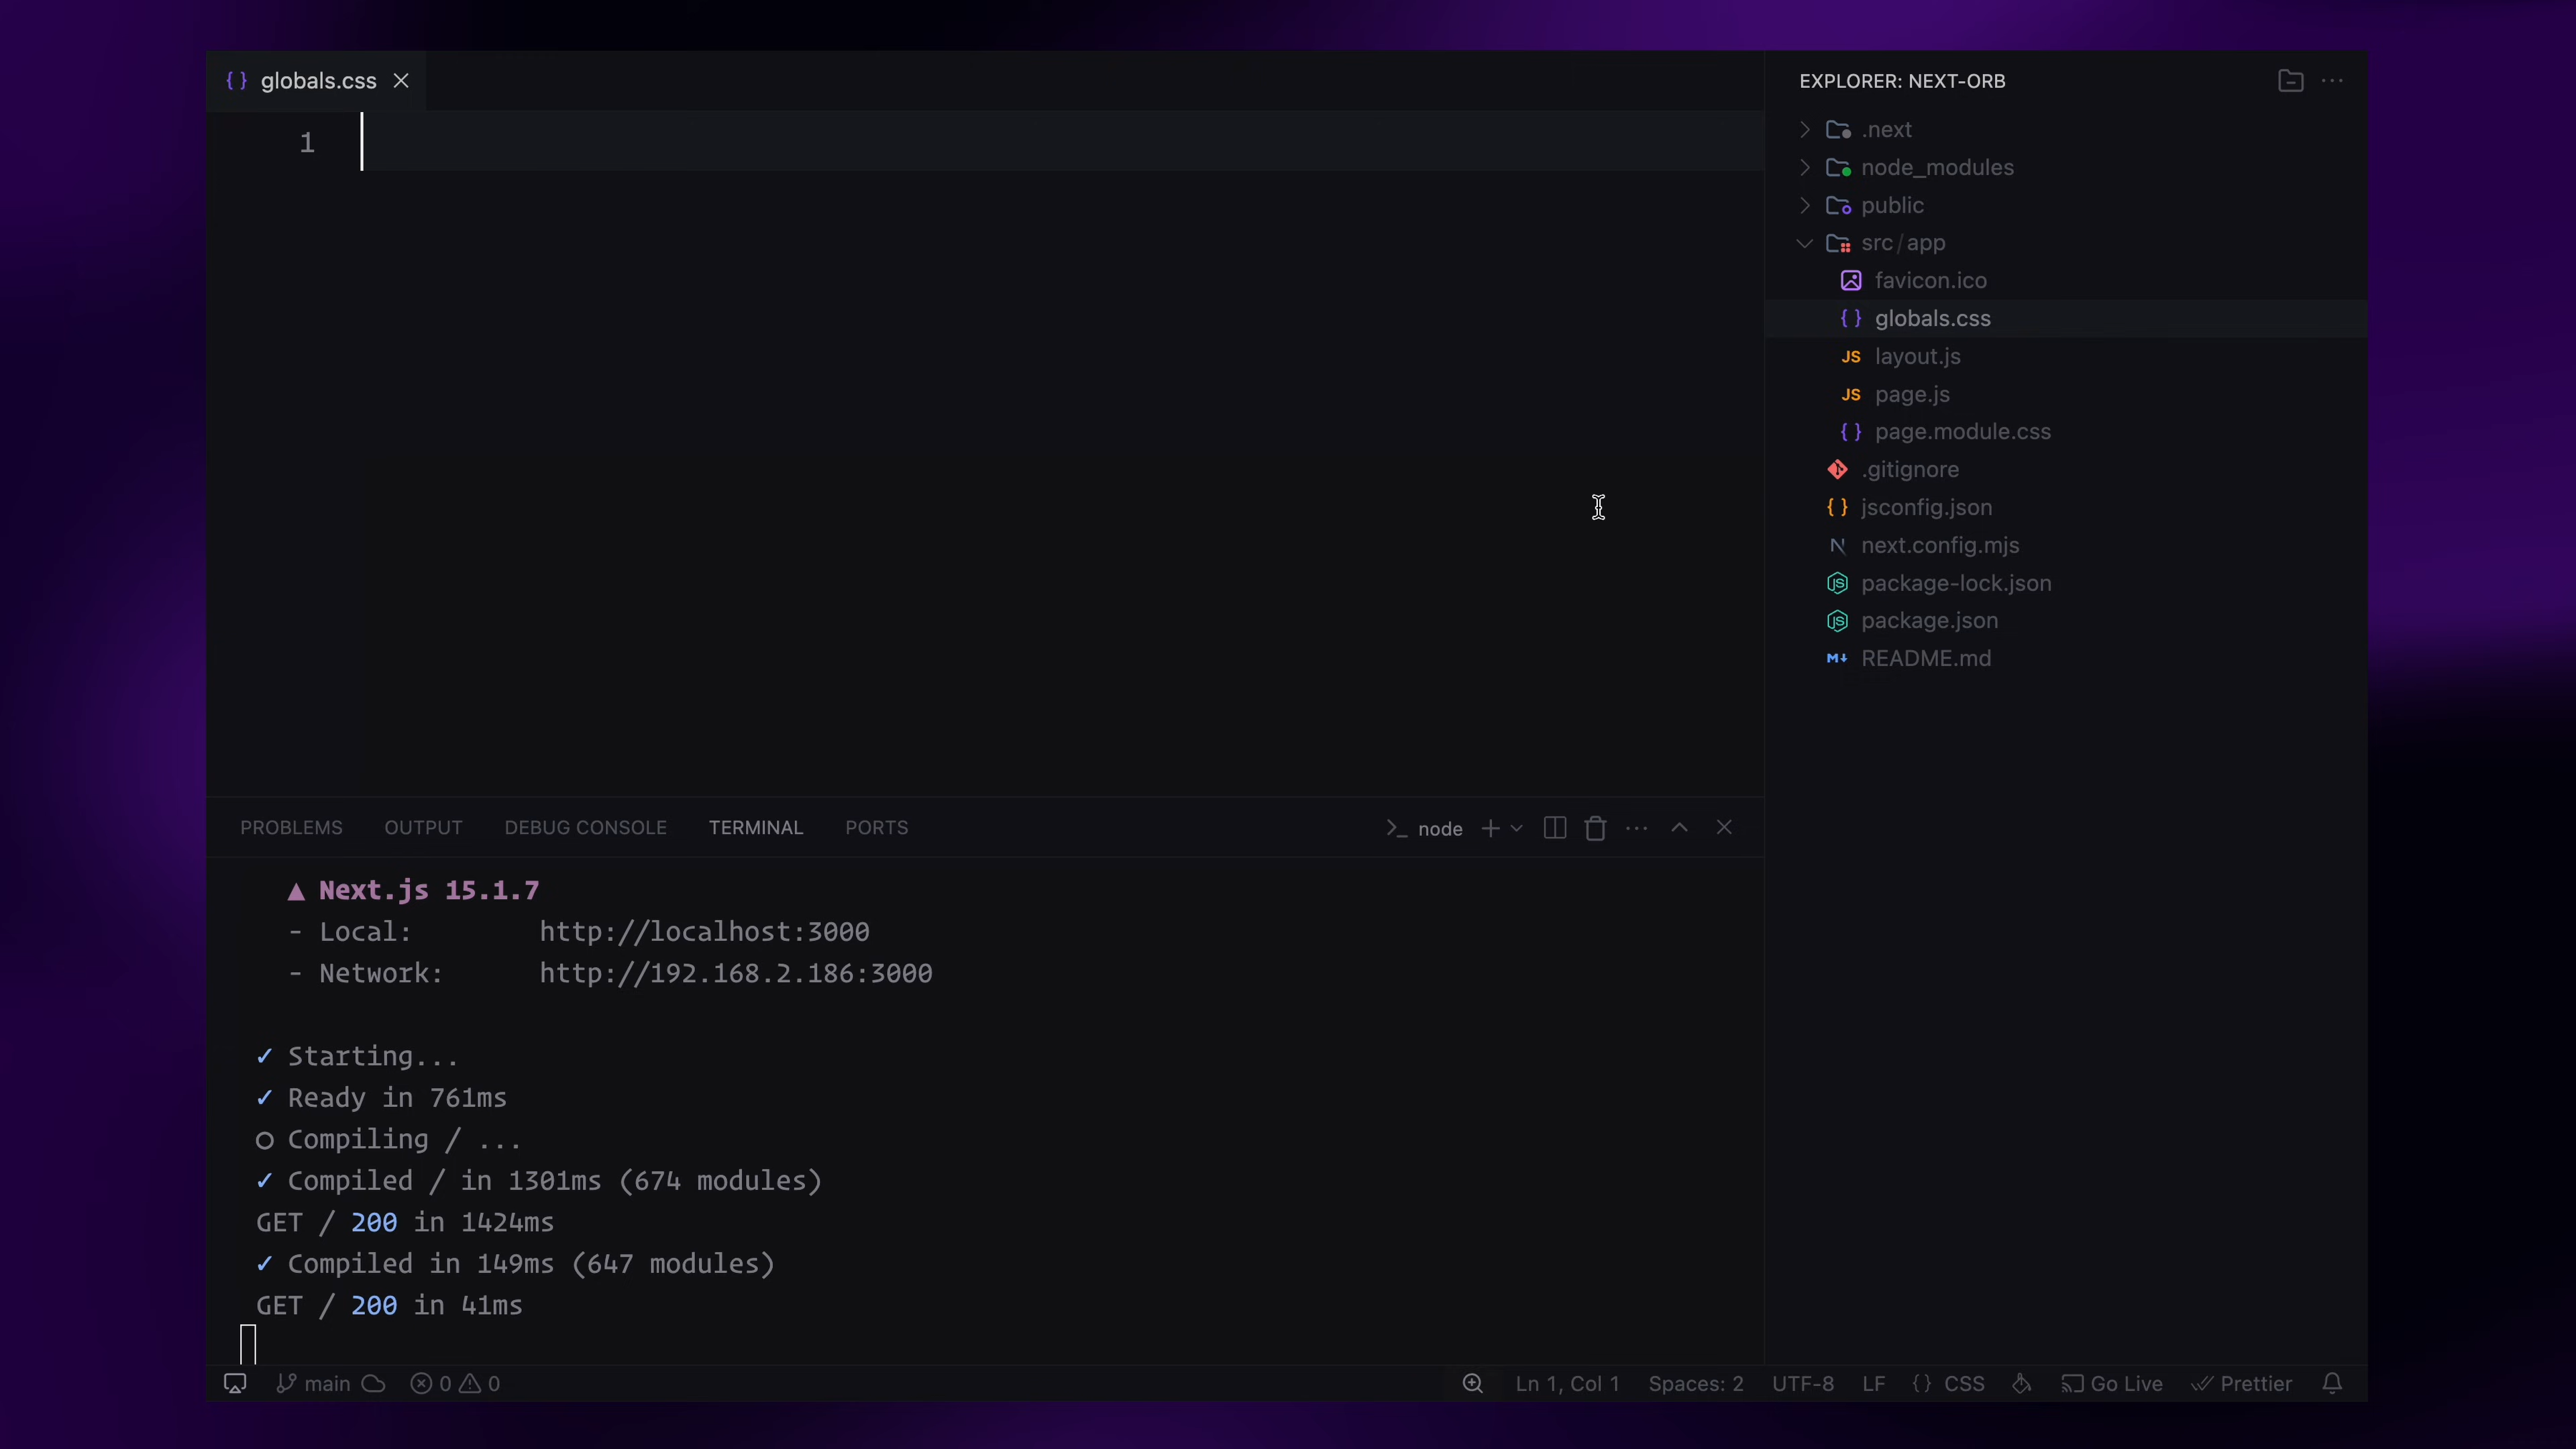 globals.css
1
EXPLORER: NEXT-ORB
.next
node_modules
public
src/app
favicon.ico
globals.css
JS layout.js
JS page.js
page.module.css
.gitignore
jsconfig.json
next.config.mjs
package-lock.json
package.json
README.md
PROBLEMS OUTPUT DEBUG CONSOLE TERMINAL PORTS
node
▲ Next.js 15.1.7
- Local: http://localhost:3000
- Network: http://192.168.2.186:3000
✓ Starting...
✓ Ready in 761ms
○ Compiling / ...
✓ Compiled / in 1301ms (674 modules)
GET / 200 in 1424ms
✓ Compiled in 149ms (647 modules)
GET / 200 in 41ms
main 0 0 Ln 1, Col 1 Spaces: 2 UTF-8 LF {} CSS Go Live Prettier